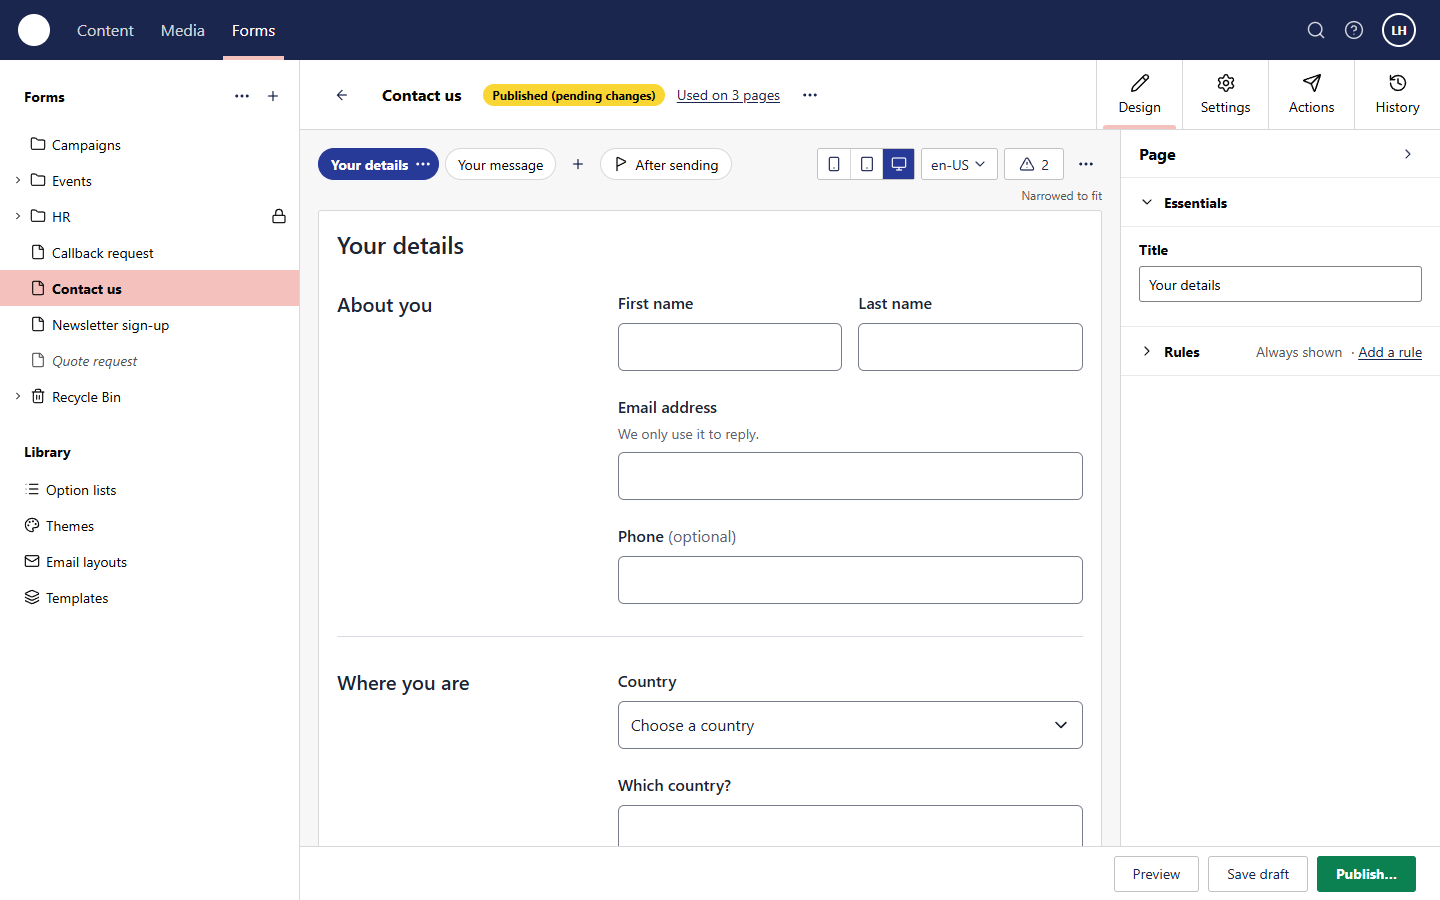 Content Media Forms LH
Forms
Campaigns
Events
HR
Callback request
Contact us
Newsletter sign-up
Quote request
Recycle Bin
Library
Option lists
Themes
Email layouts
Templates
Contact us Published (pending changes) Used on 3 pages
Design Settings Actions History
Your details Your message After sending en-US 2
Narrowed to fit
Your details
About you
First name Last name
Email address
We only use it to reply.
Phone (optional)
Where you are
Country
Choose a country
Which country?
Page
Essentials
Title
Your details
Rules Always shown · Add a rule
Preview Save draft Publish...